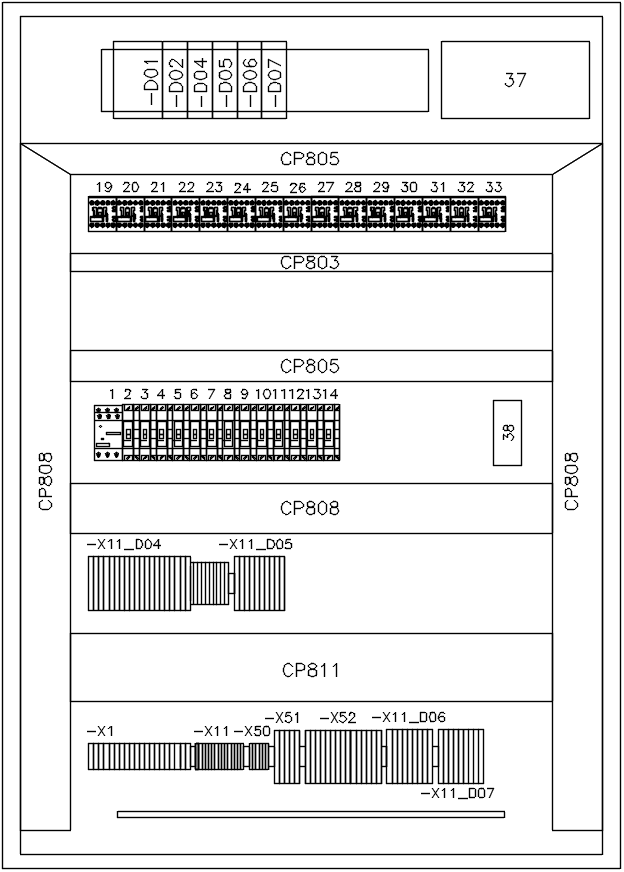 -D01 -D02 -D04 -D05 -D06 -D07
37
CP805
19 20 21 22 23 24 25 26 27 28 29 30 31 32 33
CP803
CP805
1 2 3 4 5 6 7 8 9 10 11 12 13 14
38
CP808
CP808
CP808
-X11_D04 -X11_D05
CP811
-X51 -X52 -X11_D06
-X1 -X11 -X50
-X11_D07